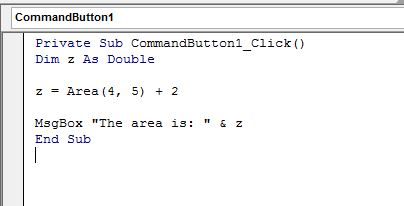 CommandButton1
Private Sub CommandButton1_Click()
Dim z As Double
z = Area(4, 5) + 2
MsgBox "The area is: " & z
End Sub